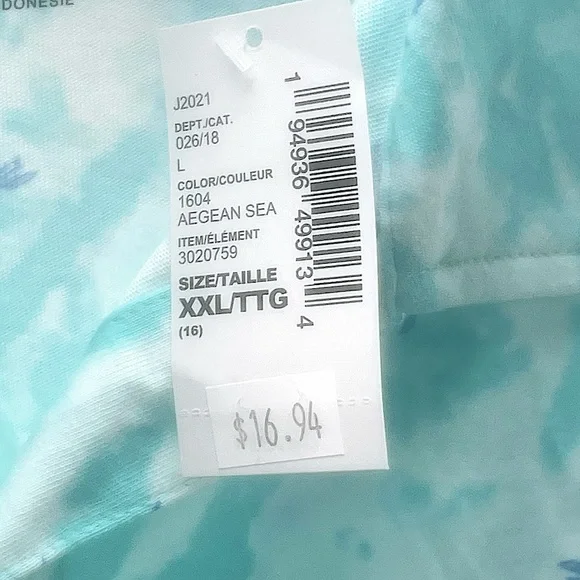 DONESIE
J2021
DEPT./CAT.
026/18
L
COLOR/COULEUR
1604
AEGEAN SEA
ITEM/ÉLÉMENT
3020759
SIZE/TAILLE
XXL/TTG
(16)
1 94936 49913 4
$16.94